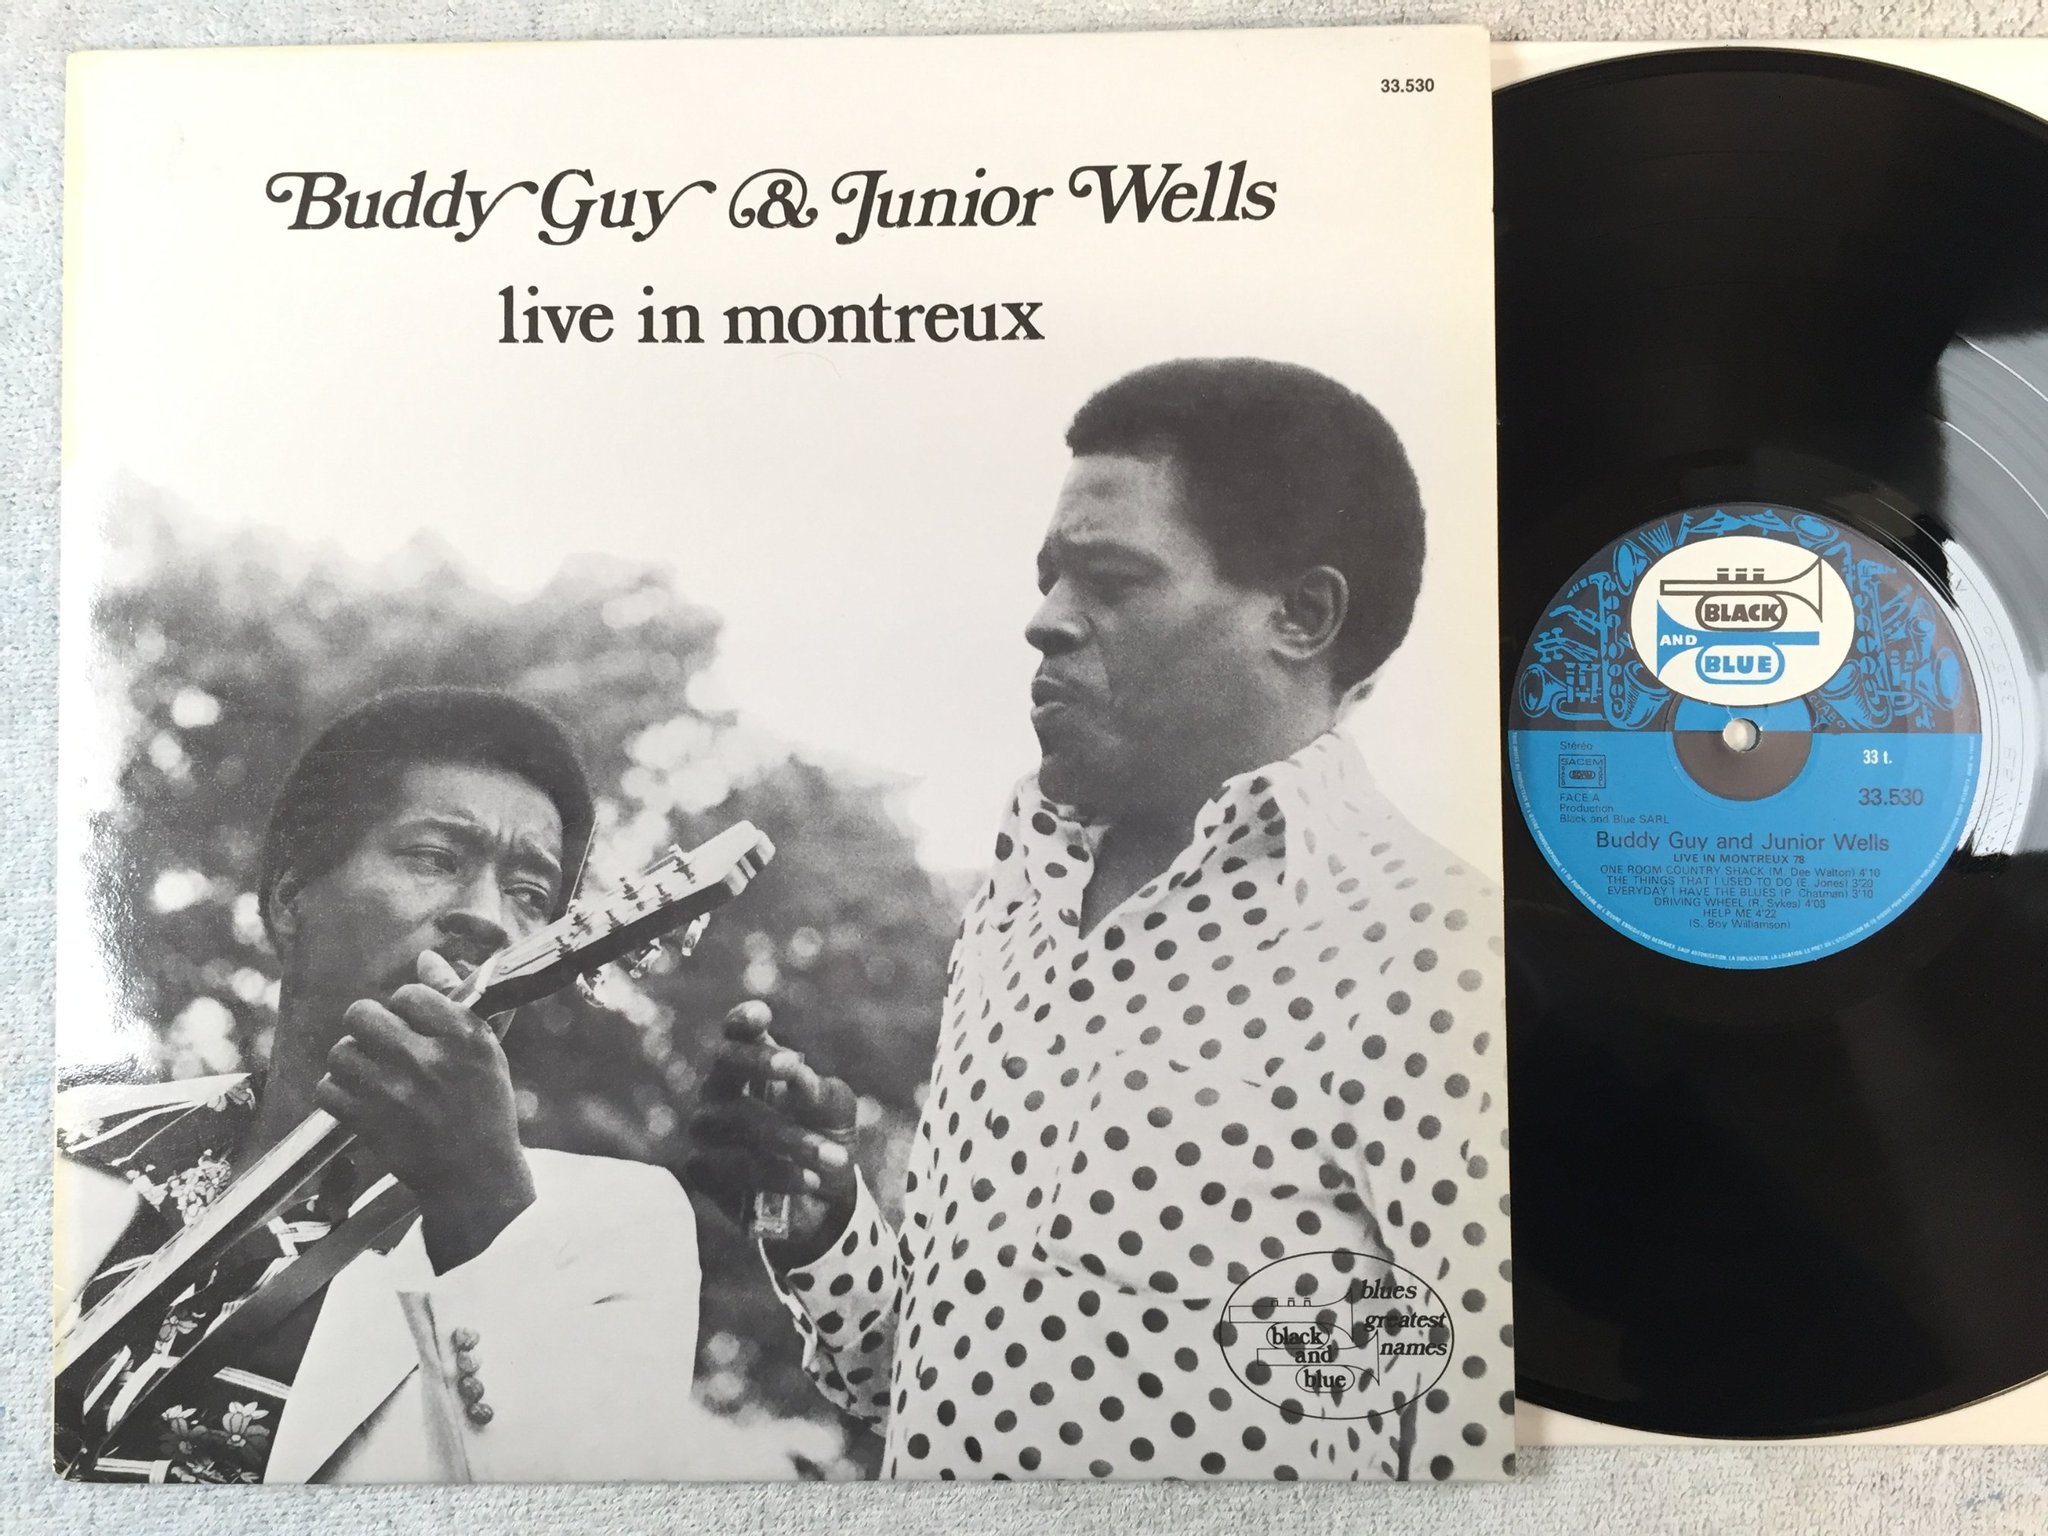 33.530
Buddy Guy & Junior Wells
live in montreux
blues
greatest
names
black
and
blue
BLACK
AND
BLUE
Stéréo
SACEM
33 t.
FACE A
33.530
Production
Black and Blue SARL
Buddy Guy and Junior Wells
LIVE IN MONTREUX 78
ONE ROOM COUNTRY SHACK (M. Dee Walton) 4'10
THE THINGS THAT I USED TO DO (E. Jones) 3'20
EVERYDAY I HAVE THE BLUES (P. Chatman) 3'10
DRIVING WHEEL (R. Sykes) 4'03
HELP ME 4'22
(S. Boy Williamson)